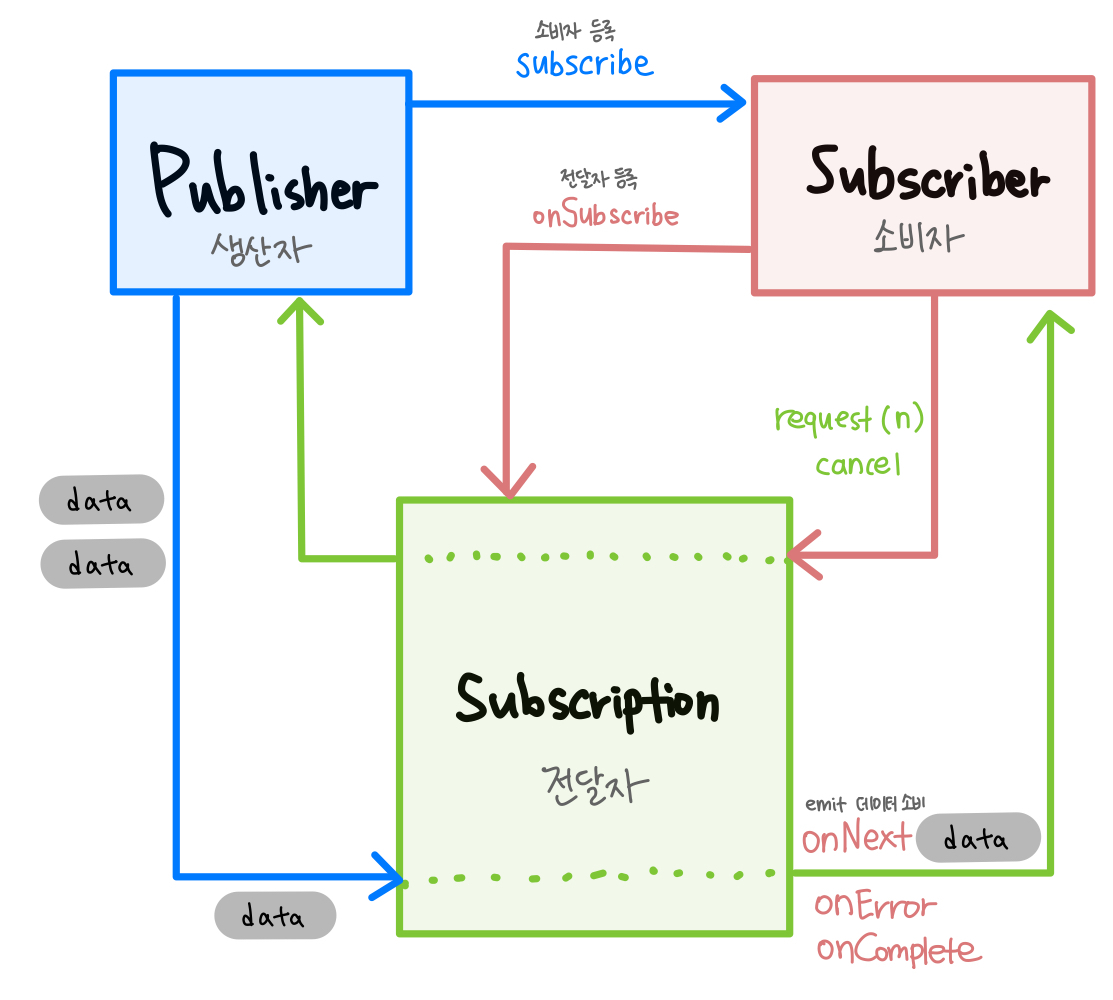 소비자 등록
subscribe
Publisher
생산자
Subscriber
소비자
전달자 등록
onSubscribe
request(n)
cancel
data
data
Subscription
전달자
emit 데이터 소비
onNext data
data
onError
onComplete